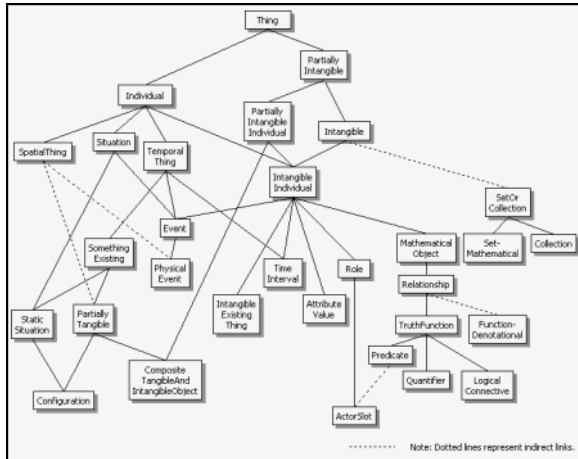 Thing
Partially
Intangible
Individual
Partially
Intangible
Individual
Intangible
SpatialThing
Situation
Temporal
Thing
Intangible
Individual
SetOr
Collection
Event
Something
Existing
Mathematical
Object
Set-
Mathematical
Collection
Physical
Event
Time
Interval
Role
Relationship
Static
Situation
Partially
Tangible
Intangible
Existing
Thing
Attribute
Value
TruthFunction
Function-
Denotational
Predicate
Composite
TangibleAnd
IntangibleObject
Quantifier
Logical
Connective
Configuration
ActorSlot
Note: Dotted lines represent indirect links.